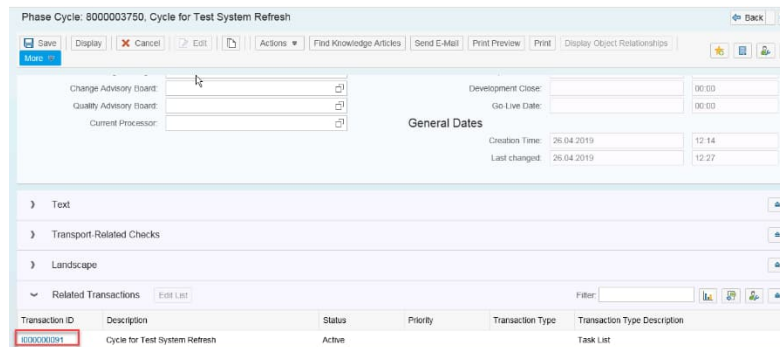 Phase Cycle: 8000003750, Cycle for Test System Refresh
Back
Save Display Cancel Edit Actions Find Knowledge Articles Send E-Mail Print Preview Print Display Object Relationships
More
Change Advisory Board: Development Close: 00:00
Quality Advisory Board: Go-Live Date: 00:00
Current Processor: General Dates
Creation Time: 26.04.2019 12:14
Last changed: 26.04.2019 12:27
Text
Transport-Related Checks
Landscape
Related Transactions Edit List Filter:
Transaction ID Description Status Priority Transaction Type Transaction Type Description
I000000091 Cycle for Test System Refresh Active Task List